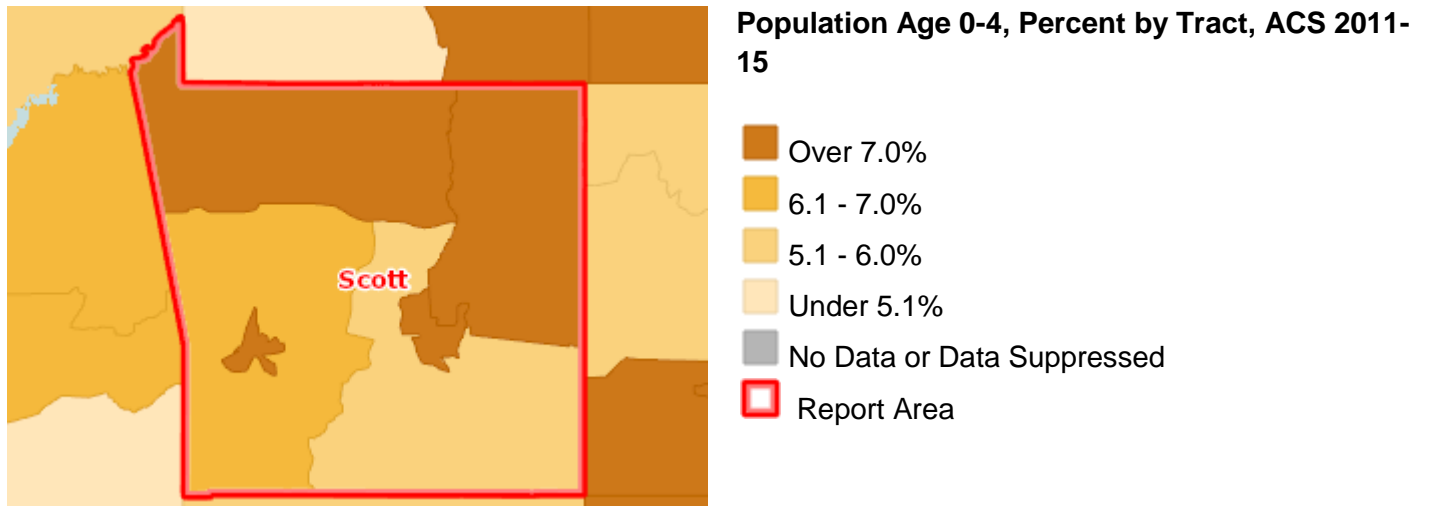 Population Age 0-4, Percent by Tract, ACS 2011-
15
Over 7.0%
6.1 - 7.0%
5.1 - 6.0%
Under 5.1%
No Data or Data Suppressed
Report Area
Scott